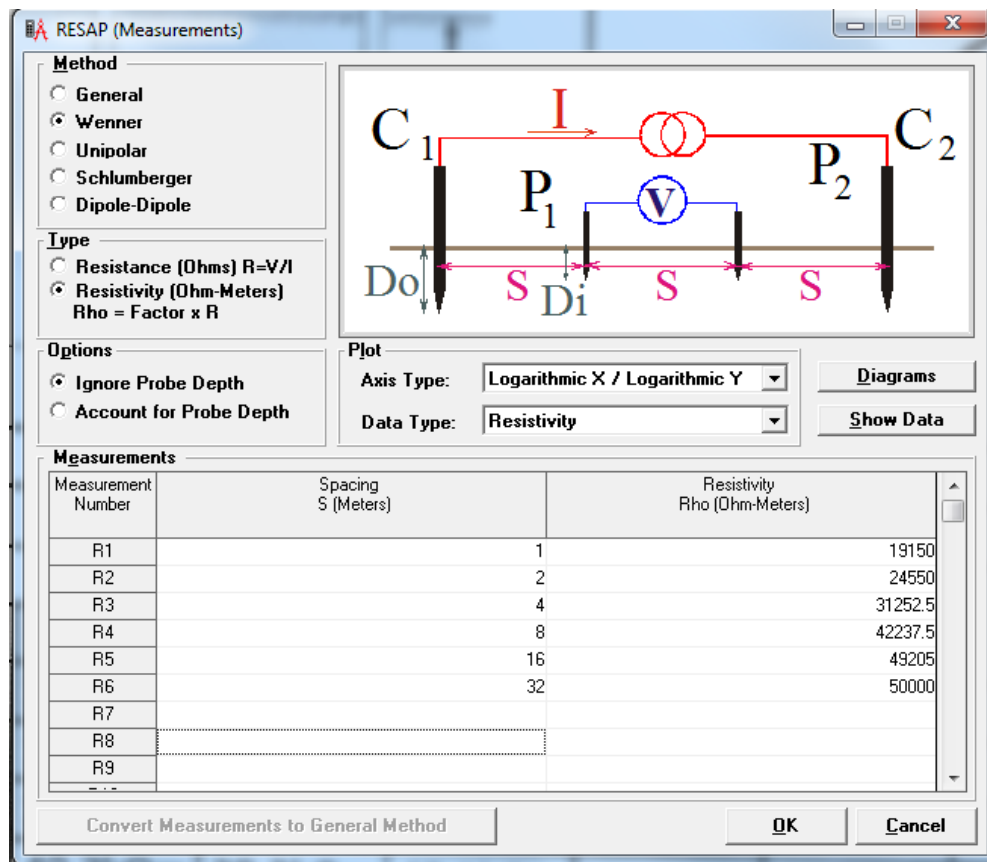 RESAP (Measurements)
Method
General
Wenner
Unipolar
Schlumberger
Dipole-Dipole
C1 I C2
P1 V P2
Do S Di S S
Type
Resistance (Ohms) R=V/I
Resistivity (Ohm-Meters)
Rho = Factor x R
Options
Ignore Probe Depth
Account for Probe Depth
Plot
Axis Type: Logarithmic X / Logarithmic Y
Data Type: Resistivity
Diagrams
Show Data
Measurements
Measurement Number Spacing S (Meters) Resistivity Rho (Ohm-Meters)
R1 1 19150
R2 2 24550
R3 4 31252.5
R4 8 42237.5
R5 16 49205
R6 32 50000
R7
R8
R9
Convert Measurements to General Method
OK
Cancel